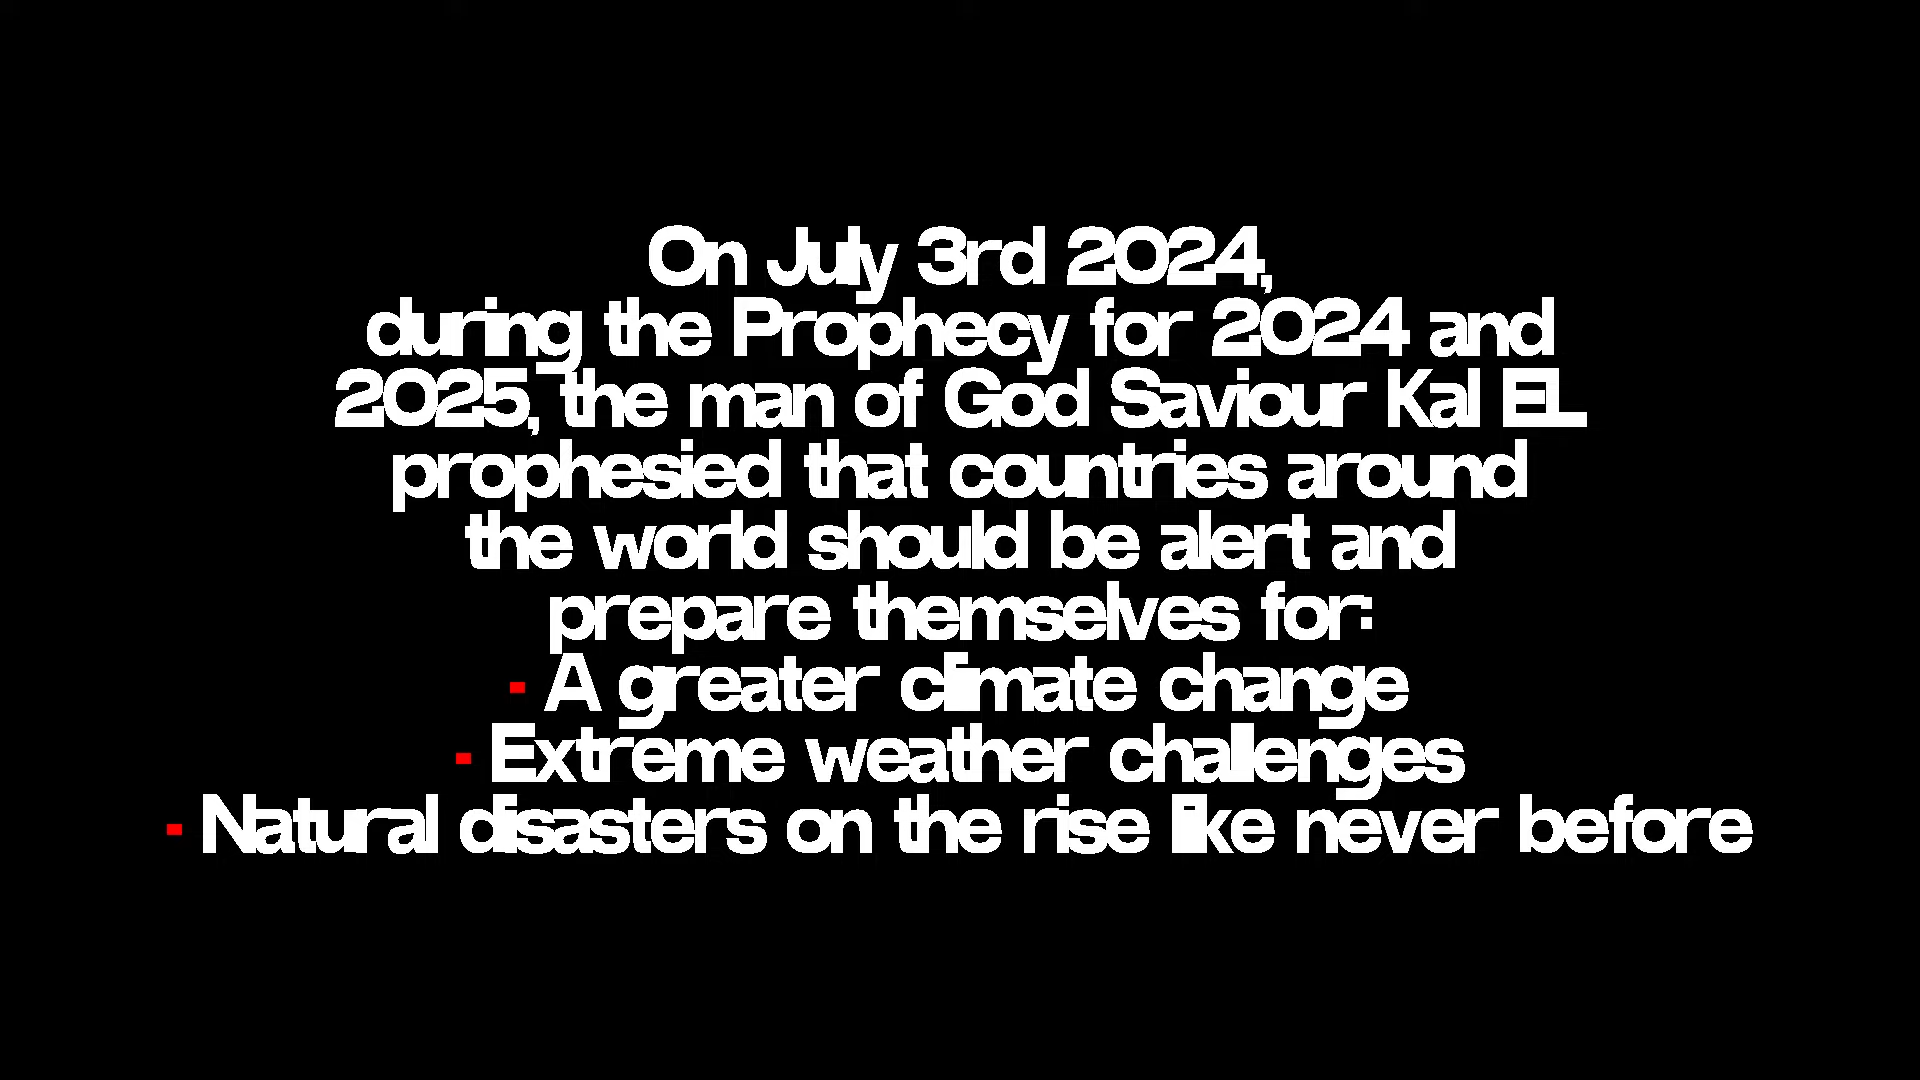 On July 3rd 2024,
during the Prophecy for 2024 and
2025, the man of God Saviour Kal EL
prophesied that countries around
the world should be alert and
prepare themselves for:
- A greater climate change
- Extreme weather challenges
- Natural disasters on the rise like never before